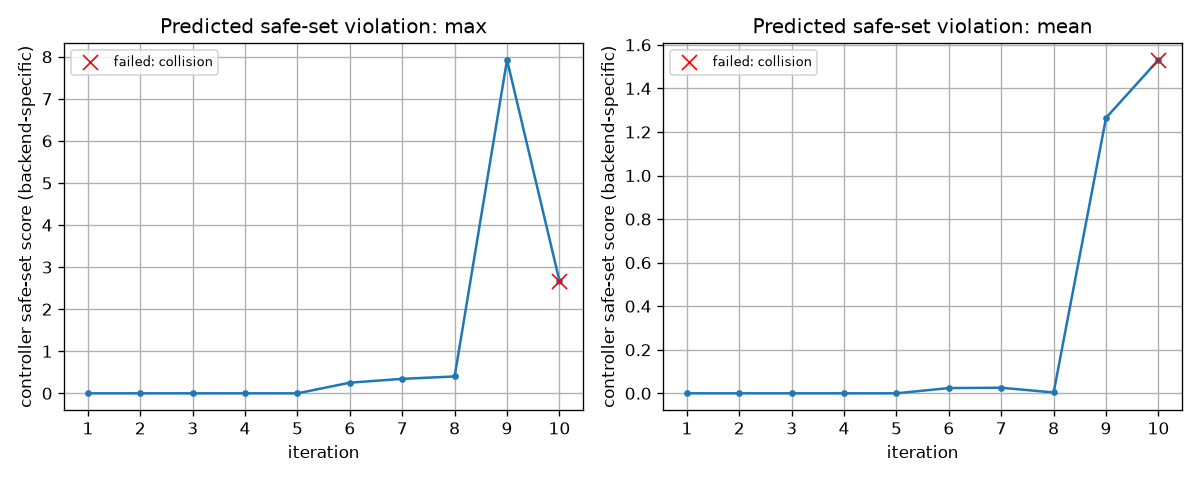 Predicted safe-set violation: max
failed: collision
controller safe-set score (backend-specific)
8
7
6
5
4
3
2
1
0
1 2 3 4 5 6 7 8 9 10
iteration
Predicted safe-set violation: mean
failed: collision
controller safe-set score (backend-specific)
1.6
1.4
1.2
1.0
0.8
0.6
0.4
0.2
0.0
1 2 3 4 5 6 7 8 9 10
iteration